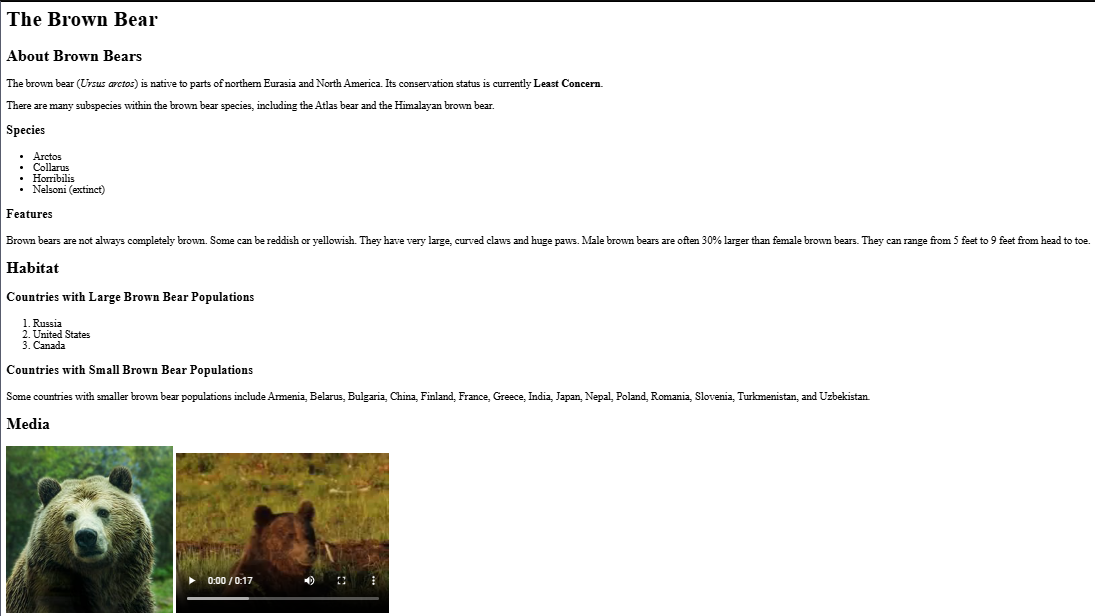 The Brown Bear
About Brown Bears
The brown bear (Ursus arctos) is native to parts of northern Eurasia and North America. Its conservation status is currently Least Concern.
There are many subspecies within the brown bear species, including the Atlas bear and the Himalayan brown bear.
Species
• Arctos
• Collarus
• Horribilis
• Nelsoni (extinct)
Features
Brown bears are not always completely brown. Some can be reddish or yellowish. They have very large, curved claws and huge paws. Male brown bears are often 30% larger than female brown bears. They can range from 5 feet to 9 feet from head to toe.
Habitat
Countries with Large Brown Bear Populations
1. Russia
2. United States
3. Canada
Countries with Small Brown Bear Populations
Some countries with smaller brown bear populations include Armenia, Belarus, Bulgaria, China, Finland, France, Greece, India, Japan, Nepal, Poland, Romania, Slovenia, Turkmenistan, and Uzbekistan.
Media
0:00 / 0:17